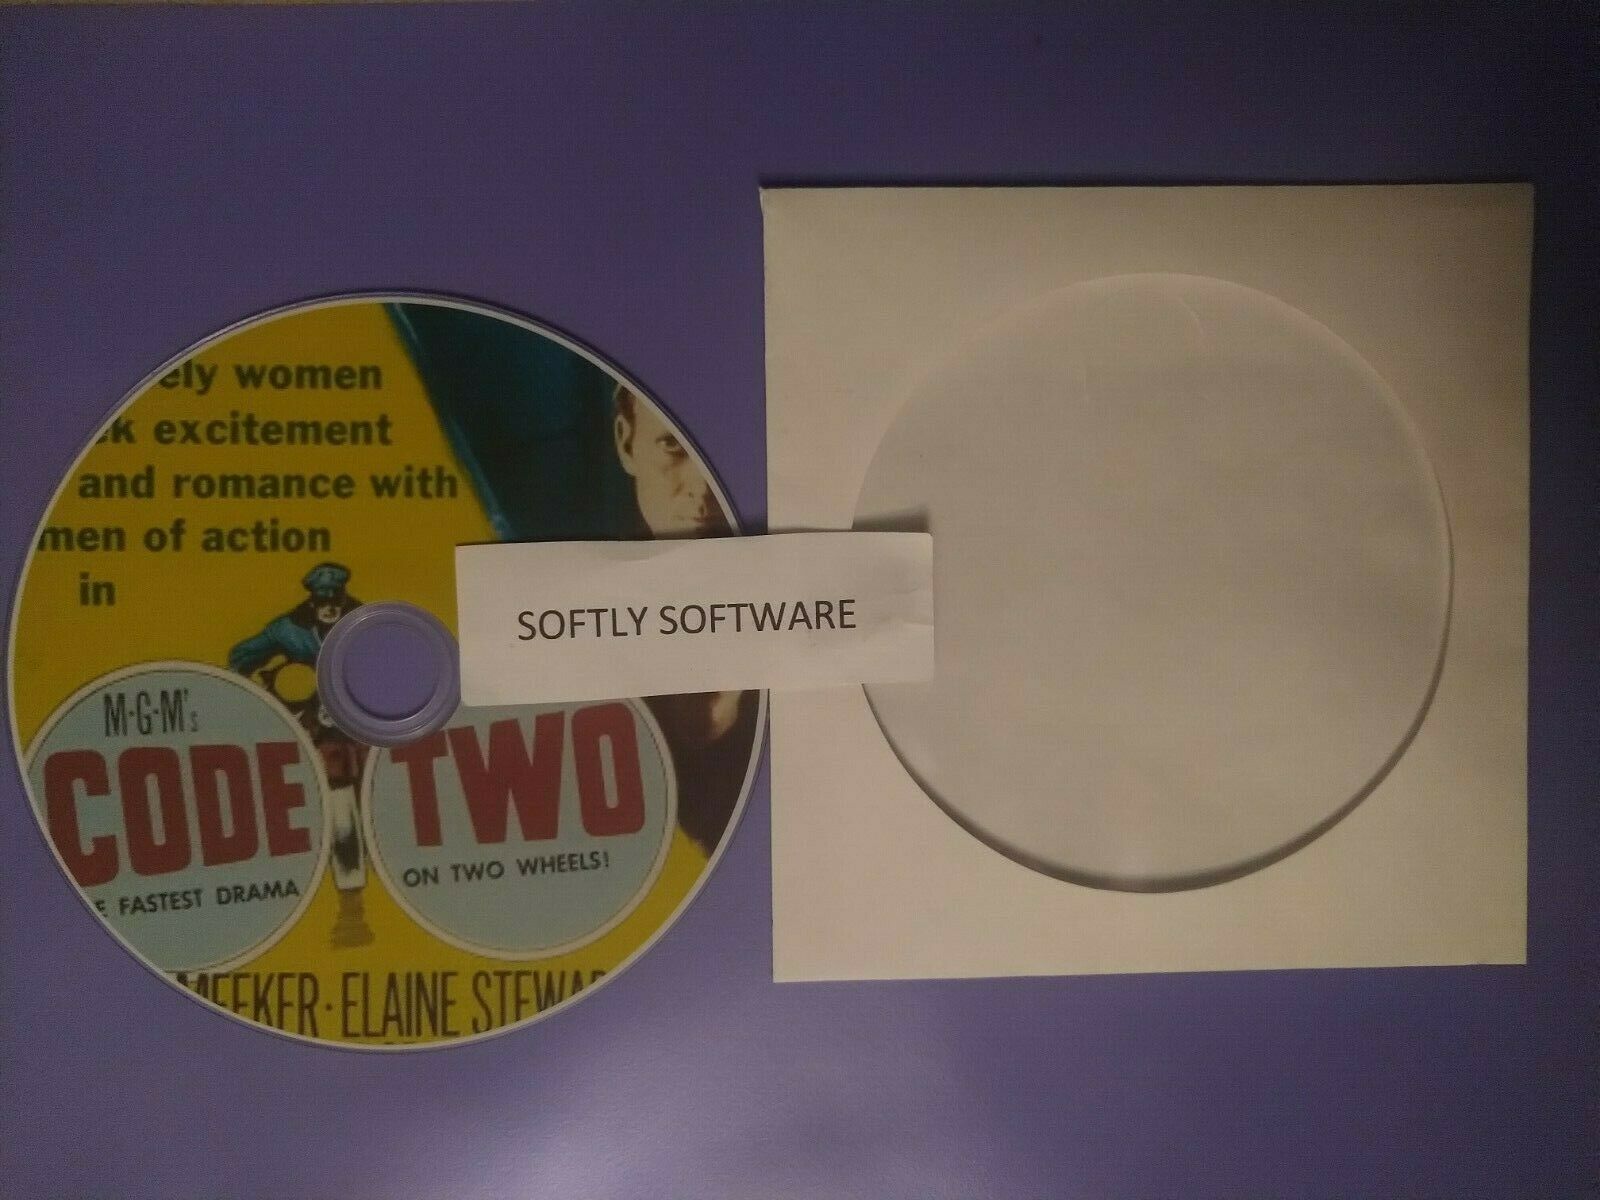 women
excitement
and romance with
men of action
in
SOFTLY SOFTWARE
M-G-M's
CODE TWO
FASTEST DRAMA
ON TWO WHEELS!
MEEKER · ELAINE